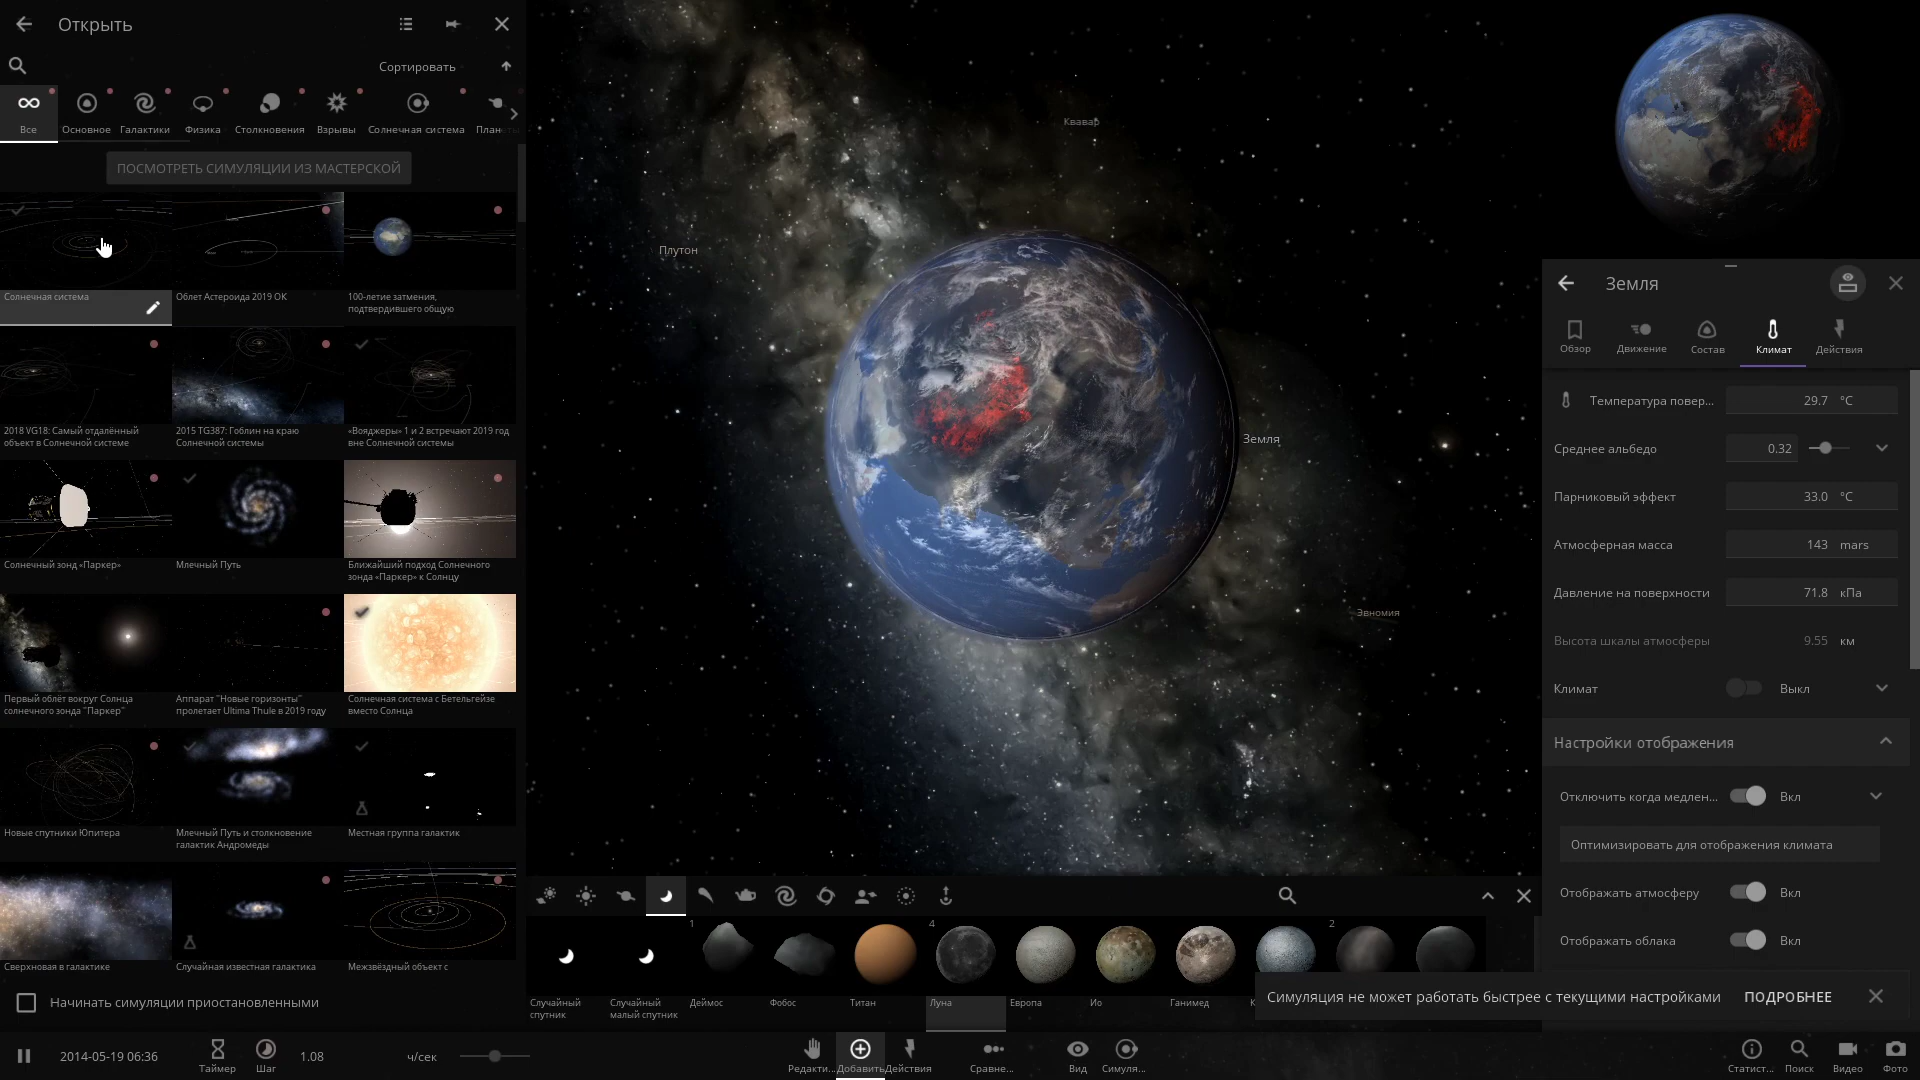 Открыть
Сортировать
Все
Основное
Галактики
Физика
Столкновения
Взрывы
Солнечная система
ПОСМОТРЕТЬ СИМУЛЯЦИИ ИЗ МАСТЕРСКОЙ
Солнечная система
Облет Астероида 2019 OK
100-летие затмения,
подтвердившего общую
2018 VG18: Самый отдалённый
объект в Солнечной системе
2015 TG387: Гоблин на краю
Солнечной системы
«Вояджеры» 1 и 2 встречают 2019 год
вне Солнечной системы
Солнечный зонд «Паркер»
Млечный Путь
Ближайший подход Солнечного
зонда «Паркер» к Солнцу
Первый облёт вокруг Солнца
солнечного зонда "Паркер"
Аппарат "Новые горизонты"
пролетает Ultima Thule в 2019 году
Солнечная система с Бетельгейзе
вместо Солнца
Новые спутники Юпитера
Млечный Путь и столкновение
галактик Андромеды
Местная группа галактик
Сверхновая в галактике
Случайная известная галактика
Межзвёздный объект с
Начинать симуляции приостановленными
Квавар
Плутон
Земля
Эвномия
Земля
Обзор
Движение
Состав
Климат
Действия
Температура повер... 29.7 °C
Среднее альбедо 0.32
Парниковый эффект 33.0 °C
Атмосферная масса 143 mars
Давление на поверхности 71.8 кПа
Высота шкалы атмосферы 9.55 км
Климат Выкл
Настройки отображения
Отключить когда медлен... Вкл
Оптимизировать для отображения климата
Отображать атмосферу Вкл
Отображать облака Вкл
1
4
2
Случайный
спутник
Случайный
малый спутник
Деймос
Фобос
Титан
Луна
Европа
Ио
Ганимед
Симуляция не может работать быстрее с текущими настройками ПОДРОБНЕЕ
2014-05-19 06:36
Таймер
Шаг
1.08
ч/сек
Редакти...
Добавить
Действия
Сравне...
Вид
Симуля...
Статист...
Поиск
Видео
Фото